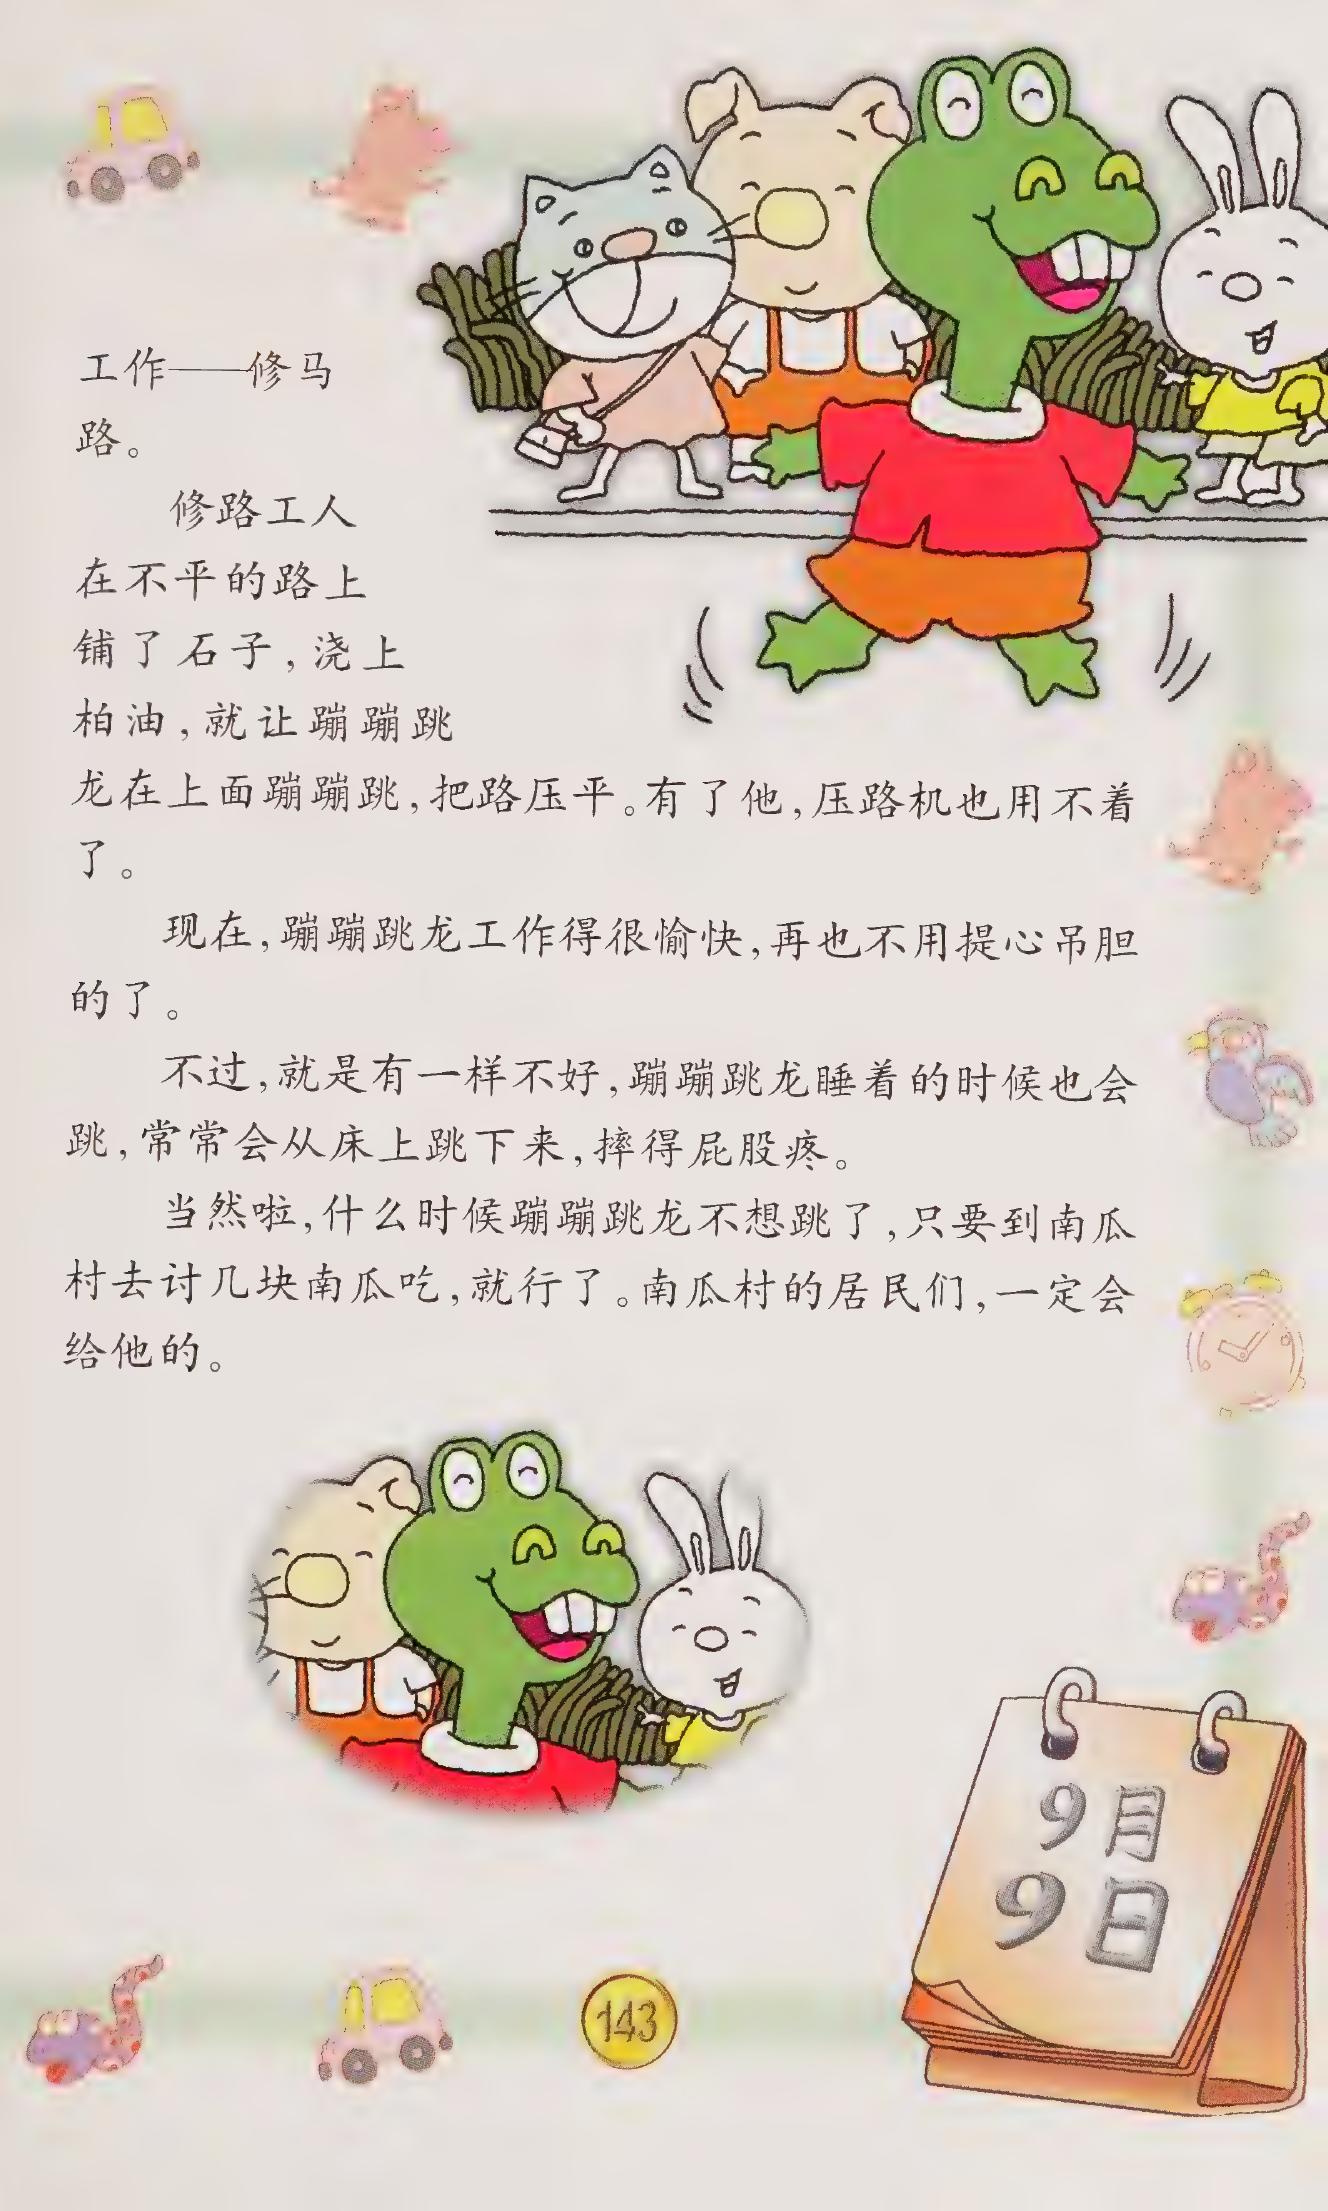 工作——修马
路。
修路工人
在不平的路上
铺了石子,浇上
柏油,就让蹦蹦跳
龙在上面蹦蹦跳,把路压平。有了他,压路机也用不着
了。
现在,蹦蹦跳龙工作得很愉快,再也不用提心吊胆
的了。
不过,就是有一样不好,蹦蹦跳龙睡着的时候也会
跳,常常会从床上跳下来,摔得屁股疼。
当然啦,什么时候蹦蹦跳龙不想跳了,只要到南瓜
村去讨几块南瓜吃,就行了。南瓜村的居民们,一定会
给他的。
9月
9日
143